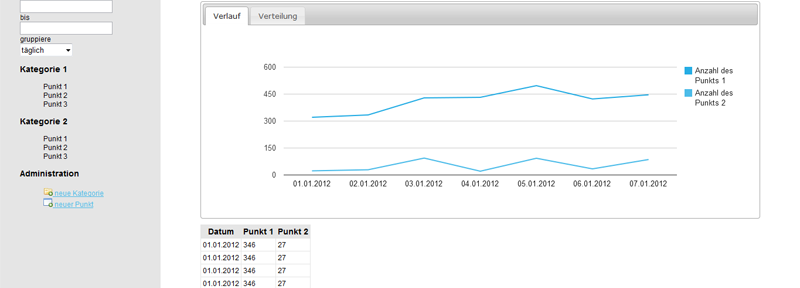 bis
gruppiere
täglich
Kategorie 1
Punkt 1
Punkt 2
Punkt 3
Kategorie 2
Punkt 1
Punkt 2
Punkt 3
Administration
neue Kategorie
neuer Punkt
Verlauf Verteilung
600
450
300
150
0
01.01.2012 02.01.2012 03.01.2012 04.01.2012 05.01.2012 06.01.2012 07.01.2012
Anzahl des
Punkts 1
Anzahl des
Punkts 2
Datum Punkt 1 Punkt 2
01.01.2012 346 27
01.01.2012 346 27
01.01.2012 346 27
01.01.2012 346 27